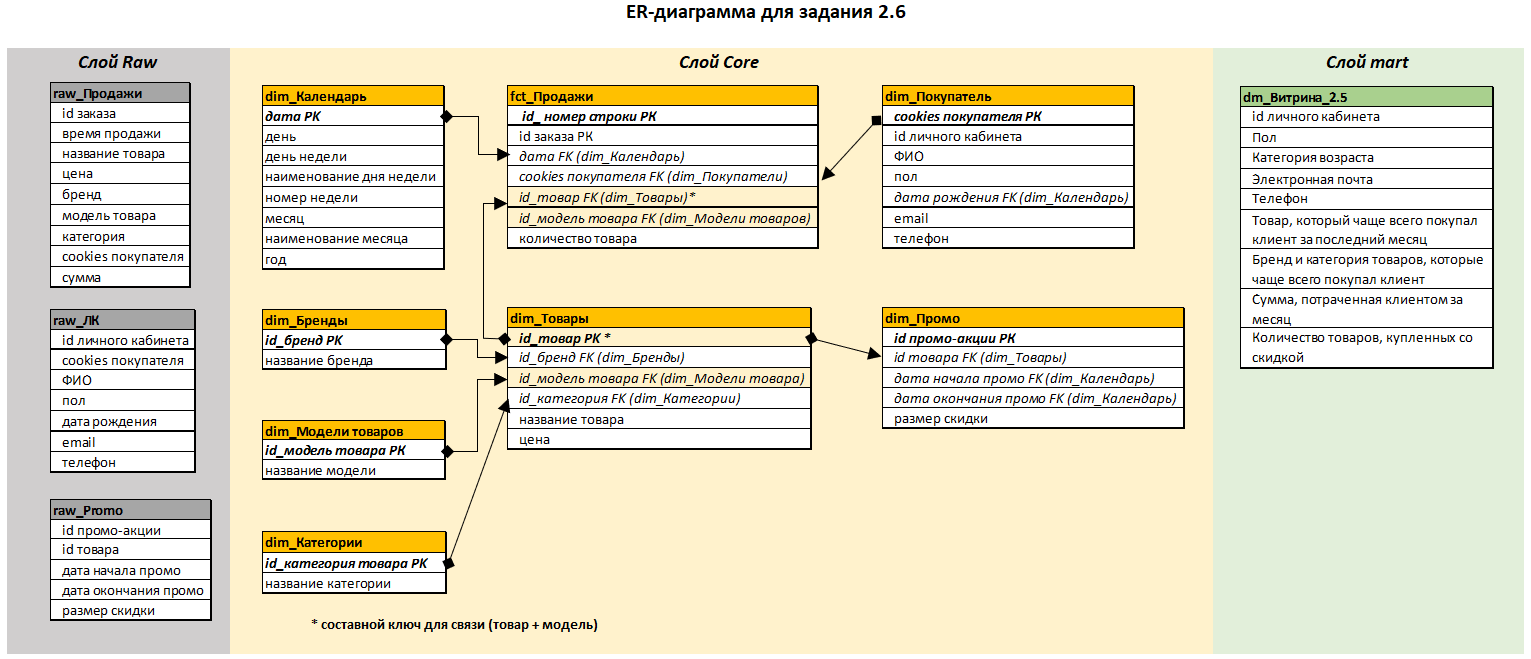 ER-диаграмма для задания 2.6
Слой Raw
raw_Продажи
id заказа
время продажи
название товара
цена
бренд
модель товара
категория
cookies покупателя
сумма
raw_ЛК
id личного кабинета
cookies покупателя
ФИО
пол
дата рождения
email
телефон
raw_Promo
id промо-акции
id товара
дата начала промо
дата окончания промо
размер скидки
Слой Core
dim_Календарь
дата PK
день
день недели
наименование дня недели
номер недели
месяц
наименование месяца
год
fct_Продажи
id_ номер строки PK
id заказа PK
дата FK (dim_Календарь)
cookies покупателя FK (dim_Покупатели)
id_товар FK (dim_Товары)*
id_модель товара FK (dim_Модели товаров)
количество товара
dim_Покупатель
cookies покупателя PK
id личного кабинета
ФИО
пол
дата рождения FK (dim_Календарь)
email
телефон
dim_Бренды
id_бренд PK
название бренда
dim_Товары
id_товар PK *
id_бренд FK (dim_Бренды)
id_модель товара FK (dim_Модели товара)
id_категория FK (dim_Категории)
название товара
цена
dim_Промо
id промо-акции PK
id товара FK (dim_Товары)
дата начала промо FK (dim_Календарь)
дата окончания промо FK (dim_Календарь)
размер скидки
dim_Модели товаров
id_модель товара PK
название модели
dim_Категории
id_категория товара PK
название категории
* составной ключ для связи (товар + модель)
Слой mart
dm_Витрина_2.5
id личного кабинета
Пол
Категория возраста
Электронная почта
Телефон
Товар, который чаще всего покупал
клиент за последний месяц
Бренд и категория товаров, которые
чаще всего покупал клиент
Сумма, потраченная клиентом за
месяц
Количество товаров, купленных со
скидкой